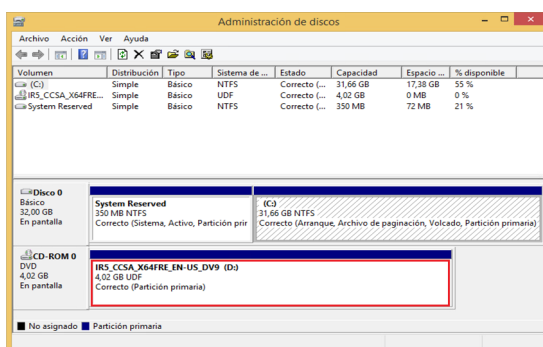 Administración de discos
Archivo Acción Ver Ayuda
Volumen Distribución Tipo Sistema de ... Estado Capacidad Espacio ... % disponible
(C:) Simple Básico NTFS Correcto (... 31,66 GB 17,38 GB 55 %
IR5_CCSA_X64FRE... Simple Básico UDF Correcto (... 4,02 GB 0 MB 0 %
System Reserved Simple Básico NTFS Correcto (... 350 MB 72 MB 21 %
Disco 0
Básico
32,00 GB
En pantalla
System Reserved
350 MB NTFS
Correcto (Sistema, Activo, Partición prir
(C:)
31,66 GB NTFS
Correcto (Arranque, Archivo de paginación, Volcado, Partición primaria)
CD-ROM 0
DVD
4,02 GB
En pantalla
IR5_CCSA_X64FRE_EN-US_DV9 (D:)
4,02 GB UDF
Correcto (Partición primaria)
No asignado Partición primaria